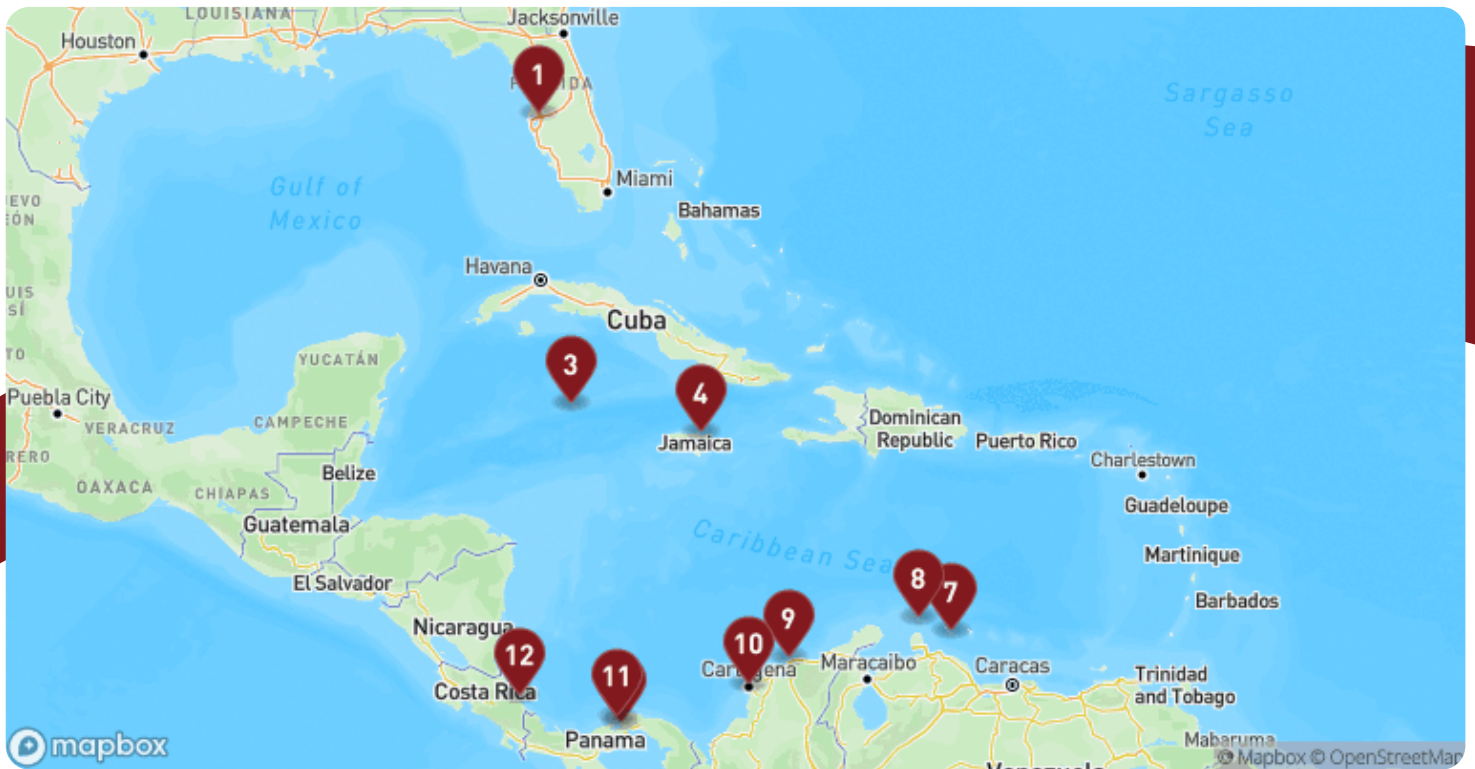 LOUISIANA
Jacksonville
Houston
1
Sargasso
Sea
Miami
Gulf of
Mexico
Bahamas
Havana
Cuba
YUCATÁN
3
4
Puebla City
VERACRUZ
CAMPECHE
Dominican
Republic
Jamaica
Puerto Rico
Belize
Charlestown
OAXACA
CHIAPAS
Guadeloupe
Guatemala
Caribbean Sea
Martinique
El Salvador
8
7
Barbados
Nicaragua
9
10
12
11
Maracaibo
Caracas
Costa Rica
Trinidad
and Tobago
Panama
mapbox
Mabaruma
© Mapbox © OpenStreetMap